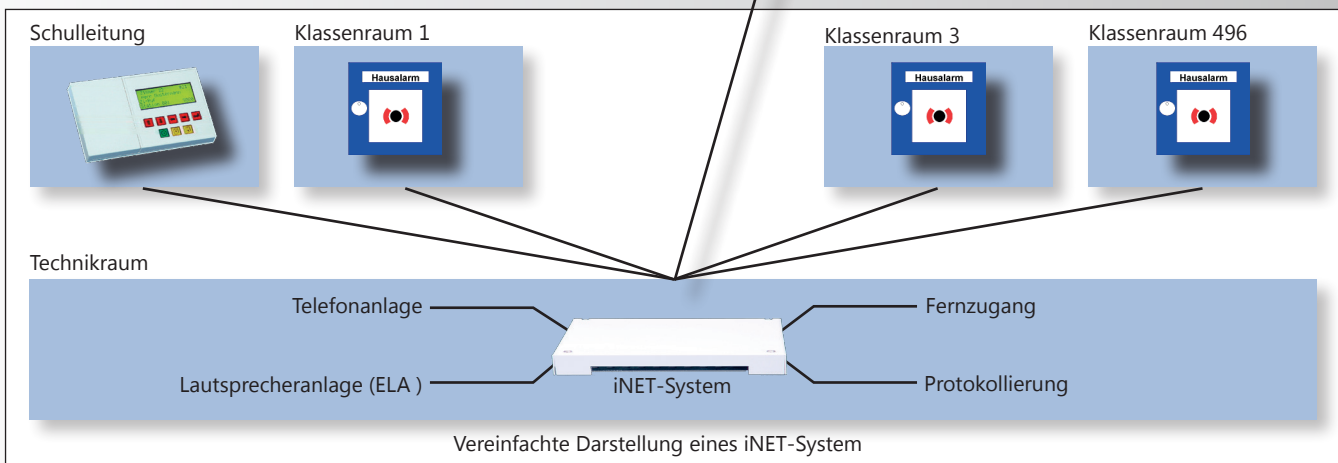 Schulleitung
Klassenraum 1
Klassenraum 3
Klassenraum 496
Hausalarm
Hausalarm
Hausalarm
Technikraum
Telefonanlage
Fernzugang
Lautsprecheranlage (ELA )
iNET-System
Protokollierung
Vereinfachte Darstellung eines iNET-System